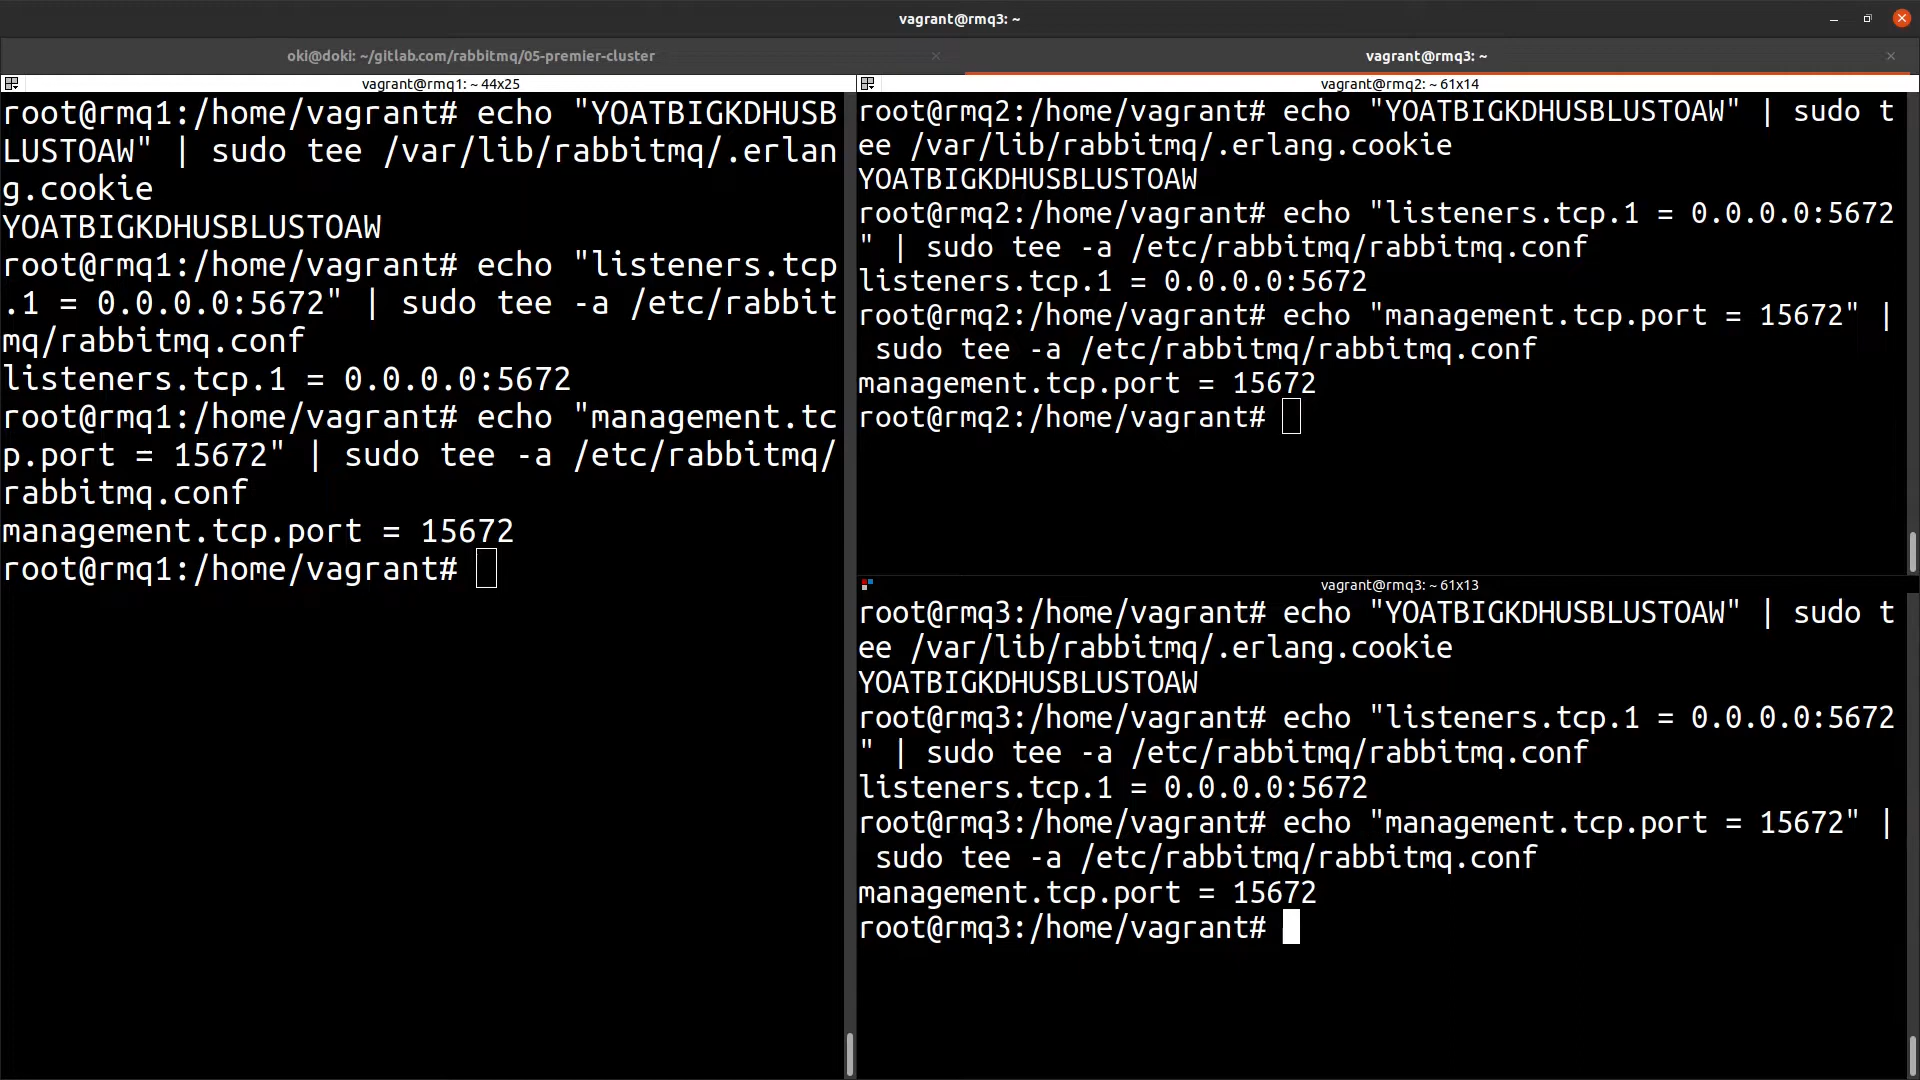 vagrant@rmq3: ~
oki@doki: ~/gitlab.com/rabbitmq/05-premier-cluster
vagrant@rmq3: ~
vagrant@rmq1: ~ 44x25
root@rmq1:/home/vagrant# echo "YOATBIGKDHUSB
LUSTOAW" | sudo tee /var/lib/rabbitmq/.erlan
g.cookie
YOATBIGKDHUSBLUSTOAW
root@rmq1:/home/vagrant# echo "listeners.tcp
.1 = 0.0.0.0:5672" | sudo tee -a /etc/rabbit
mq/rabbitmq.conf
listeners.tcp.1 = 0.0.0.0:5672
root@rmq1:/home/vagrant# echo "management.tc
p.port = 15672" | sudo tee -a /etc/rabbitmq/
rabbitmq.conf
management.tcp.port = 15672
root@rmq1:/home/vagrant#
vagrant@rmq2: ~ 61x14
root@rmq2:/home/vagrant# echo "YOATBIGKDHUSBLUSTOAW" | sudo t
ee /var/lib/rabbitmq/.erlang.cookie
YOATBIGKDHUSBLUSTOAW
root@rmq2:/home/vagrant# echo "listeners.tcp.1 = 0.0.0.0:5672
" | sudo tee -a /etc/rabbitmq/rabbitmq.conf
listeners.tcp.1 = 0.0.0.0:5672
root@rmq2:/home/vagrant# echo "management.tcp.port = 15672" |
 sudo tee -a /etc/rabbitmq/rabbitmq.conf
management.tcp.port = 15672
root@rmq2:/home/vagrant#
vagrant@rmq3: ~ 61x13
root@rmq3:/home/vagrant# echo "YOATBIGKDHUSBLUSTOAW" | sudo t
ee /var/lib/rabbitmq/.erlang.cookie
YOATBIGKDHUSBLUSTOAW
root@rmq3:/home/vagrant# echo "listeners.tcp.1 = 0.0.0.0:5672
" | sudo tee -a /etc/rabbitmq/rabbitmq.conf
listeners.tcp.1 = 0.0.0.0:5672
root@rmq3:/home/vagrant# echo "management.tcp.port = 15672" |
 sudo tee -a /etc/rabbitmq/rabbitmq.conf
management.tcp.port = 15672
root@rmq3:/home/vagrant#